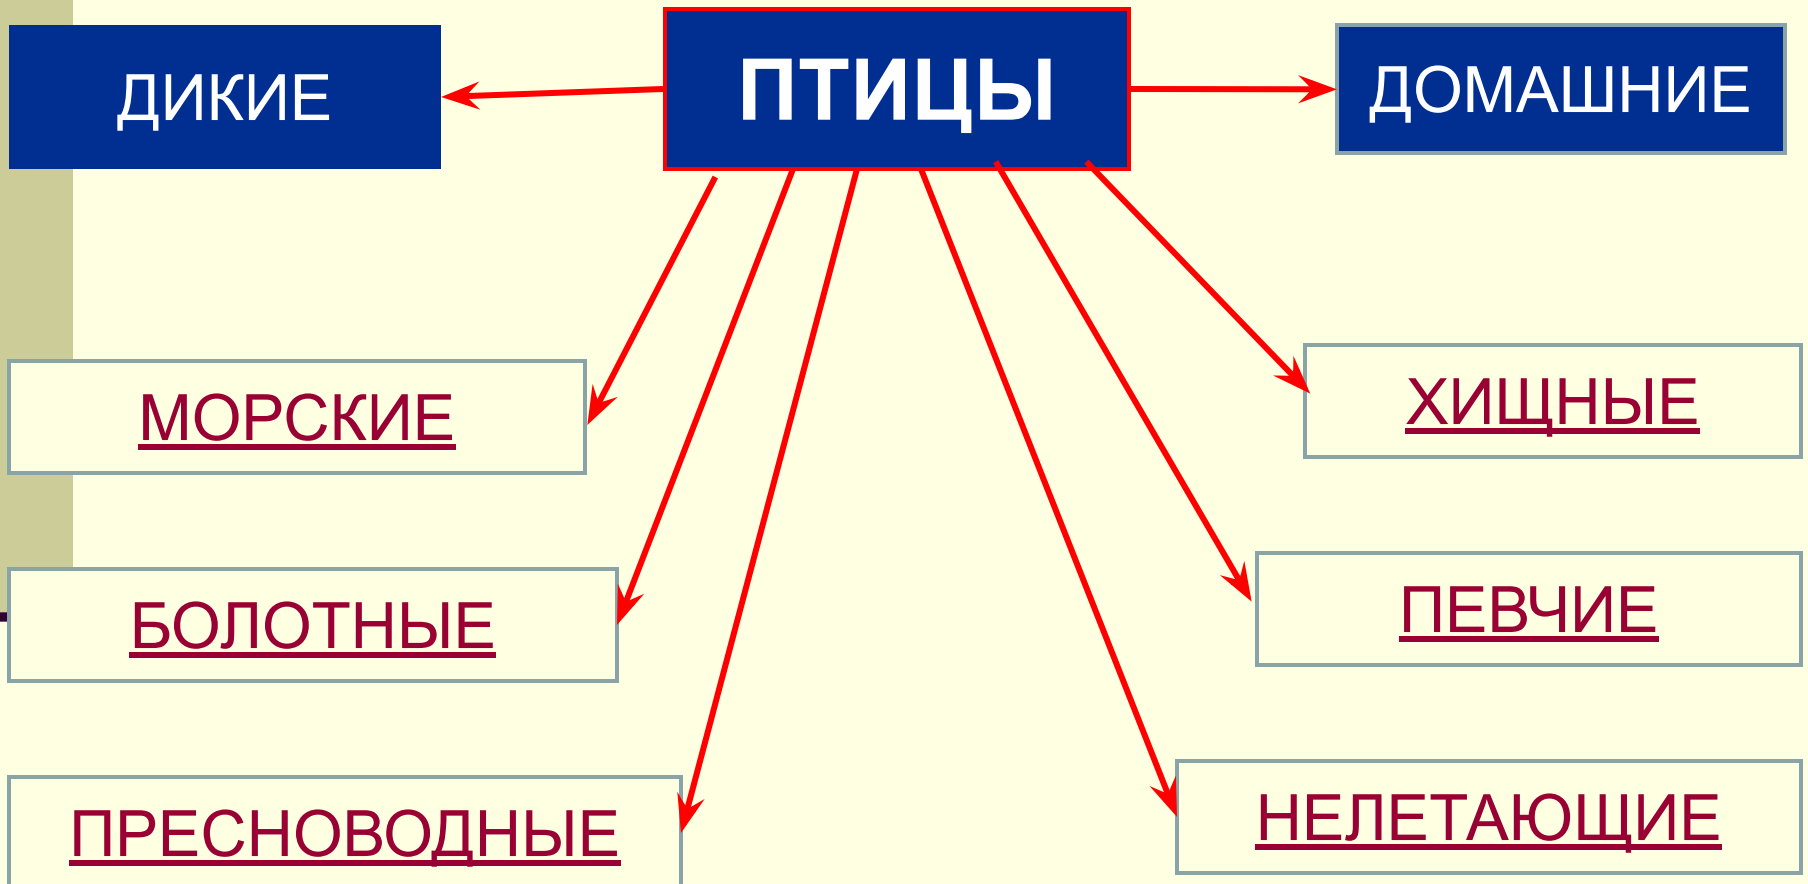 ДИКИЕ
ПТИЦЫ
ДОМАШНИЕ
МОРСКИЕ
ХИЩНЫЕ
БОЛОТНЫЕ
ПЕВЧИЕ
ПРЕСНОВОДНЫЕ
НЕЛЕТАЮЩИЕ